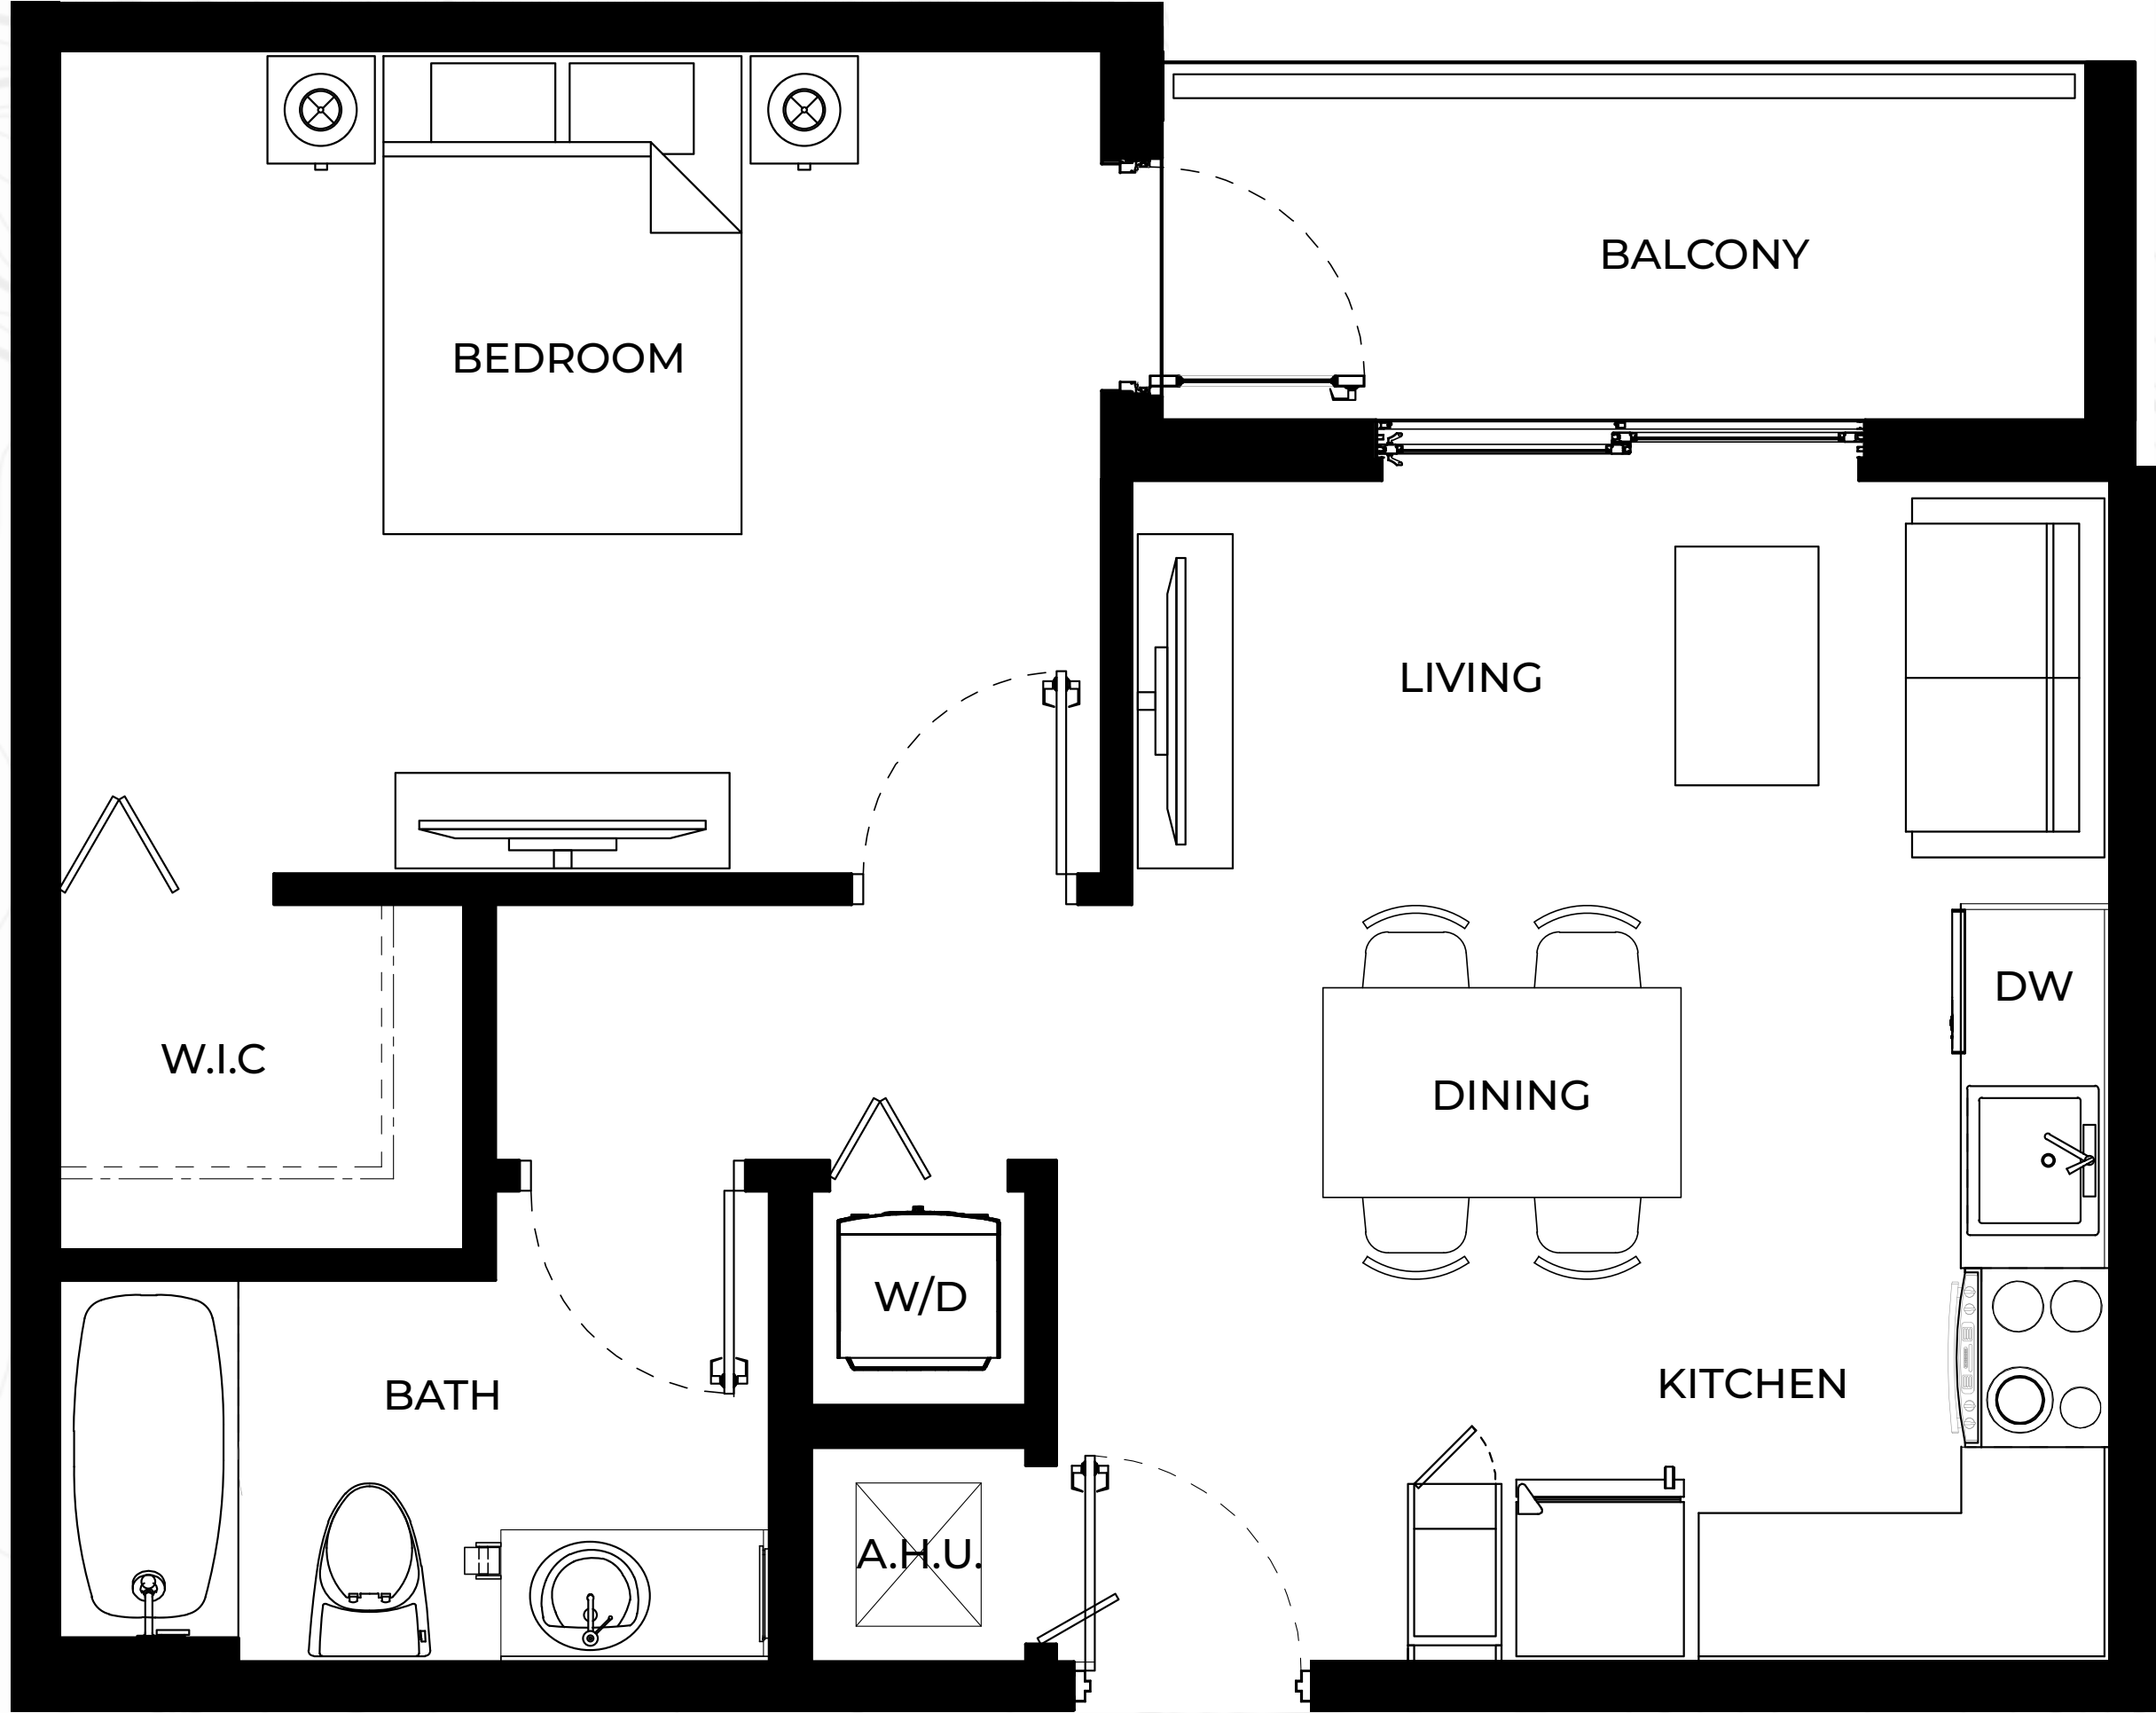 BALCONY
BEDROOM
LIVING
DW
W.I.C
DINING
W/D
KITCHEN
BATH
A.H.U.